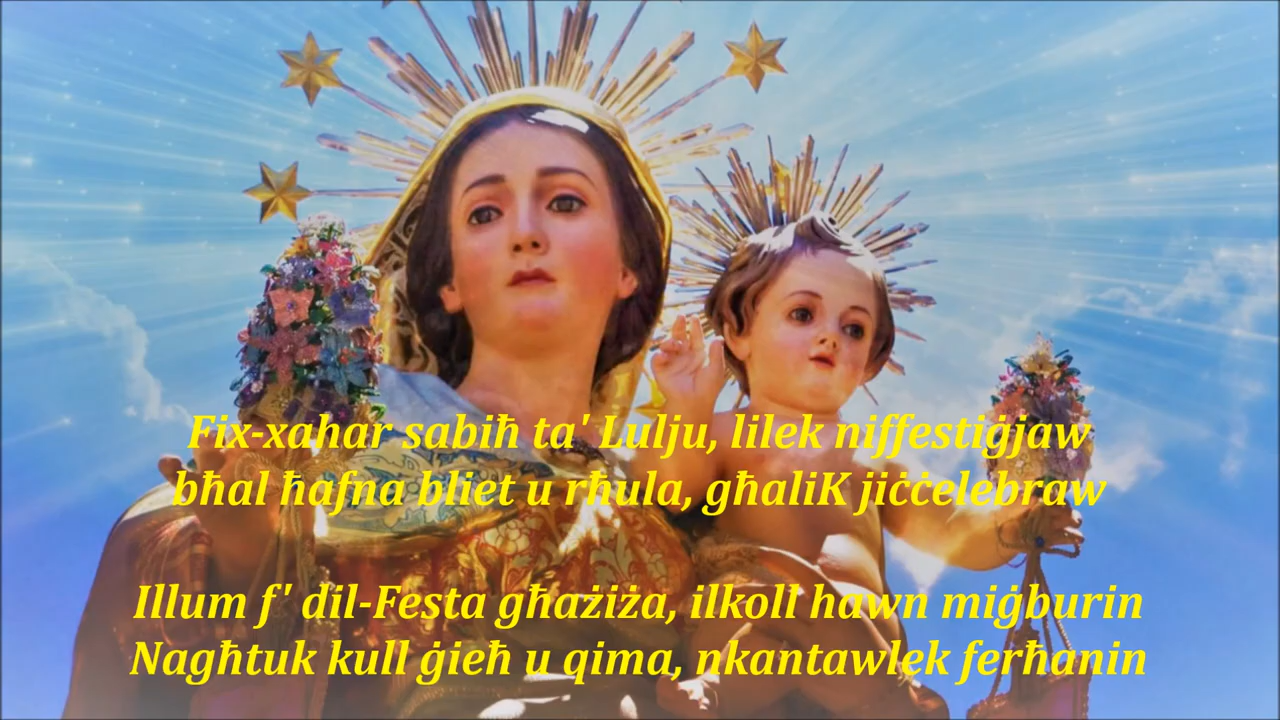 Fix-xahar sabiħ ta' Lulju, lilek niffestiġjaw
bħal ħafna bliet u rħula, għaliK jiċċelebraw
Illum f' dil-Festa għażiża, ilkoll hawn miġburin
Nagħtuk kull ġieħ u qima, nkantawlek ferħanin